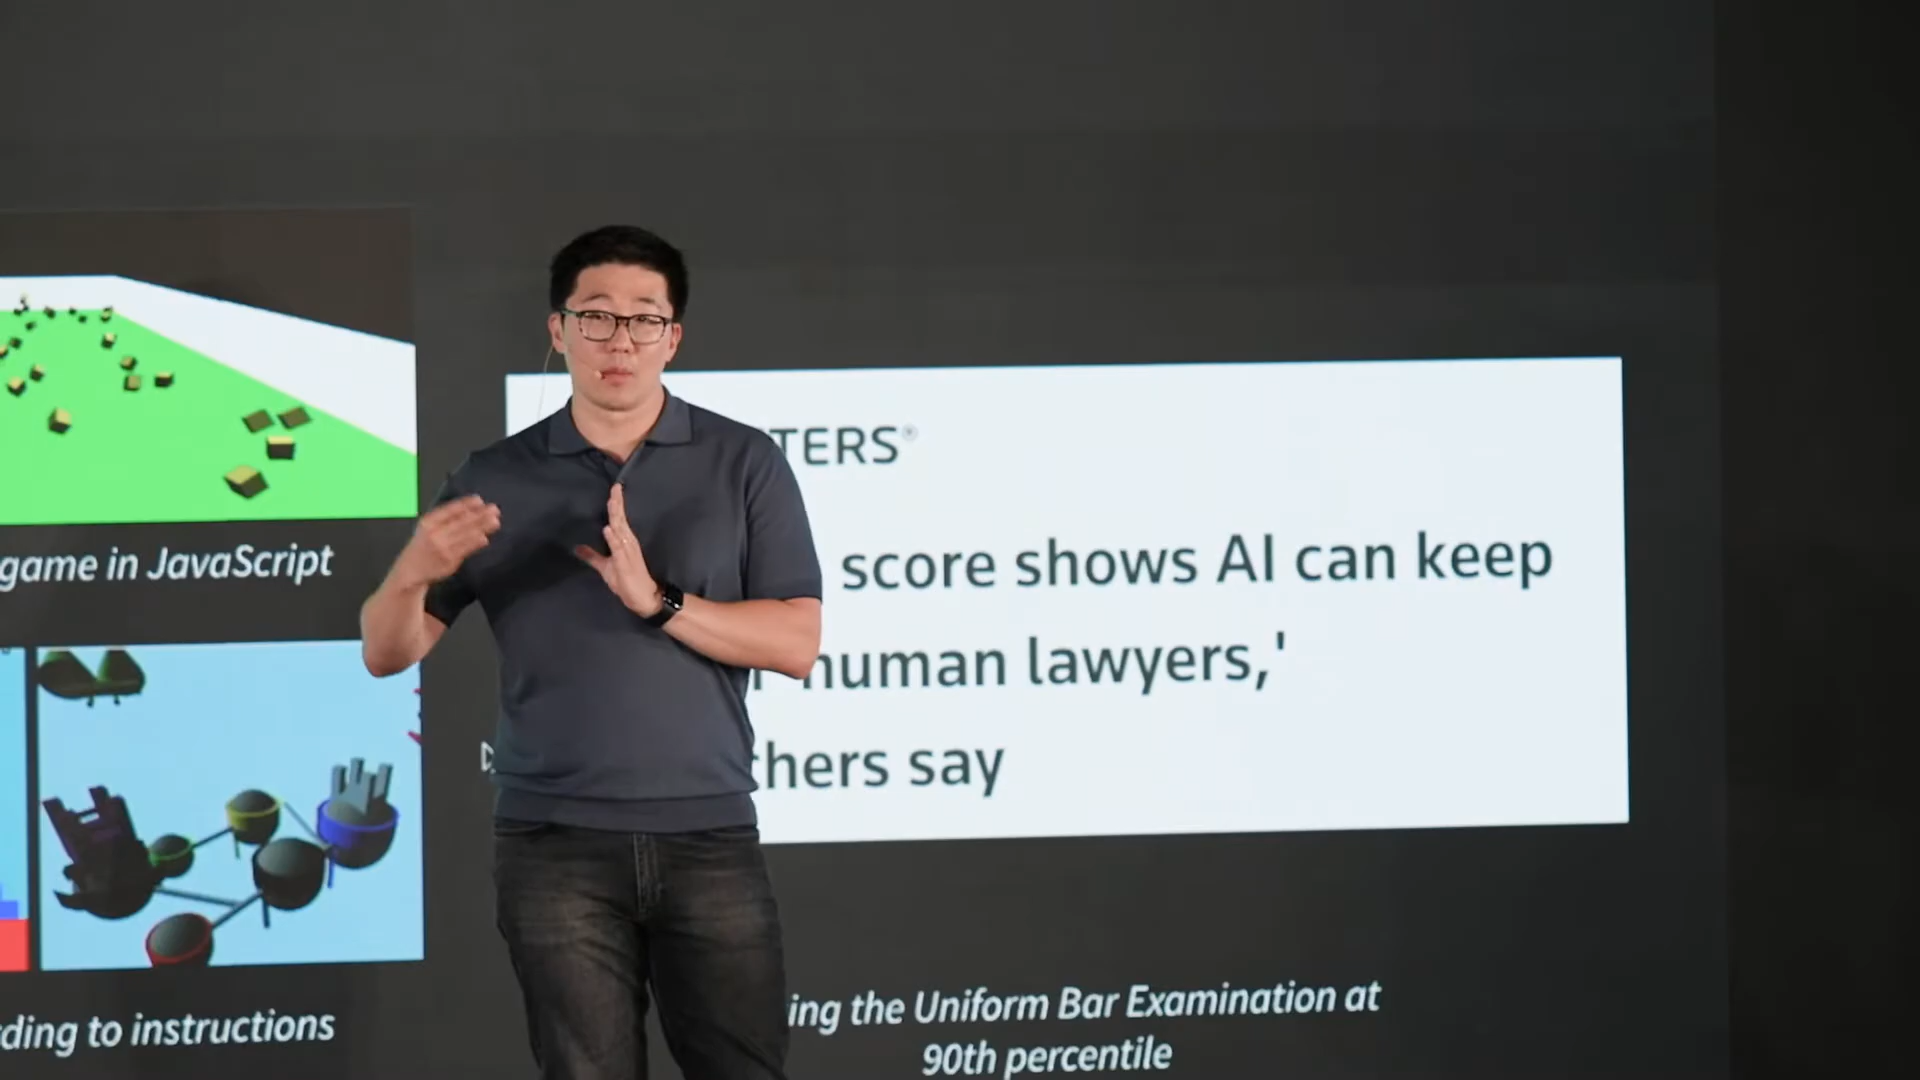 TERS®
score shows AI can keep
human lawyers,'
hers say
game in JavaScript
ding to instructions
ing the Uniform Bar Examination at
90th percentile